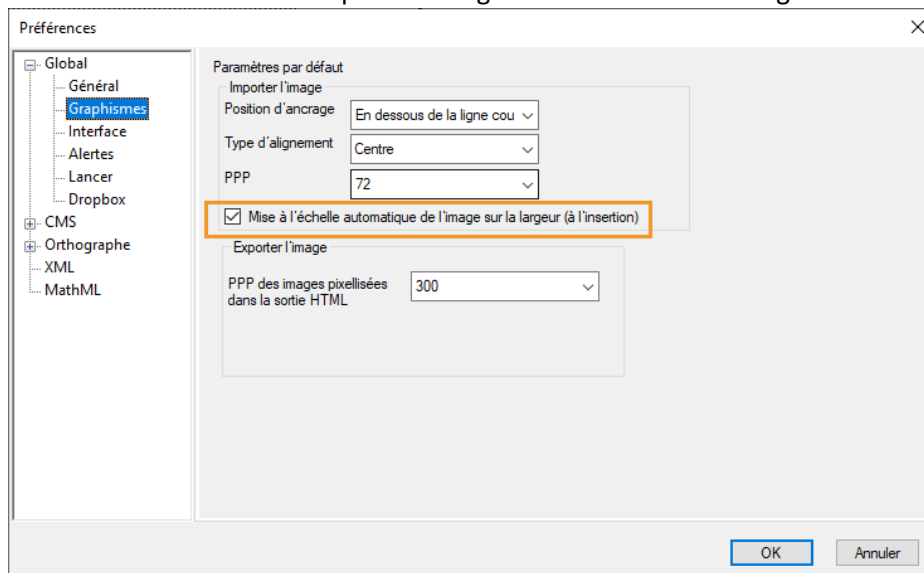 Préférences
Global
Général
Graphismes
Interface
Alertes
Lancer
Dropbox
CMS
Orthographe
XML
MathML
Paramètres par défaut
Importer l'image
Position d'ancrage
En dessous de la ligne cou
Type d'alignement
Centre
PPP
72
Mise à l'échelle automatique de l'image sur la largeur (à l'insertion)
Exporter l'image
PPP des images pixellisées
dans la sortie HTML
300
OK
Annuler